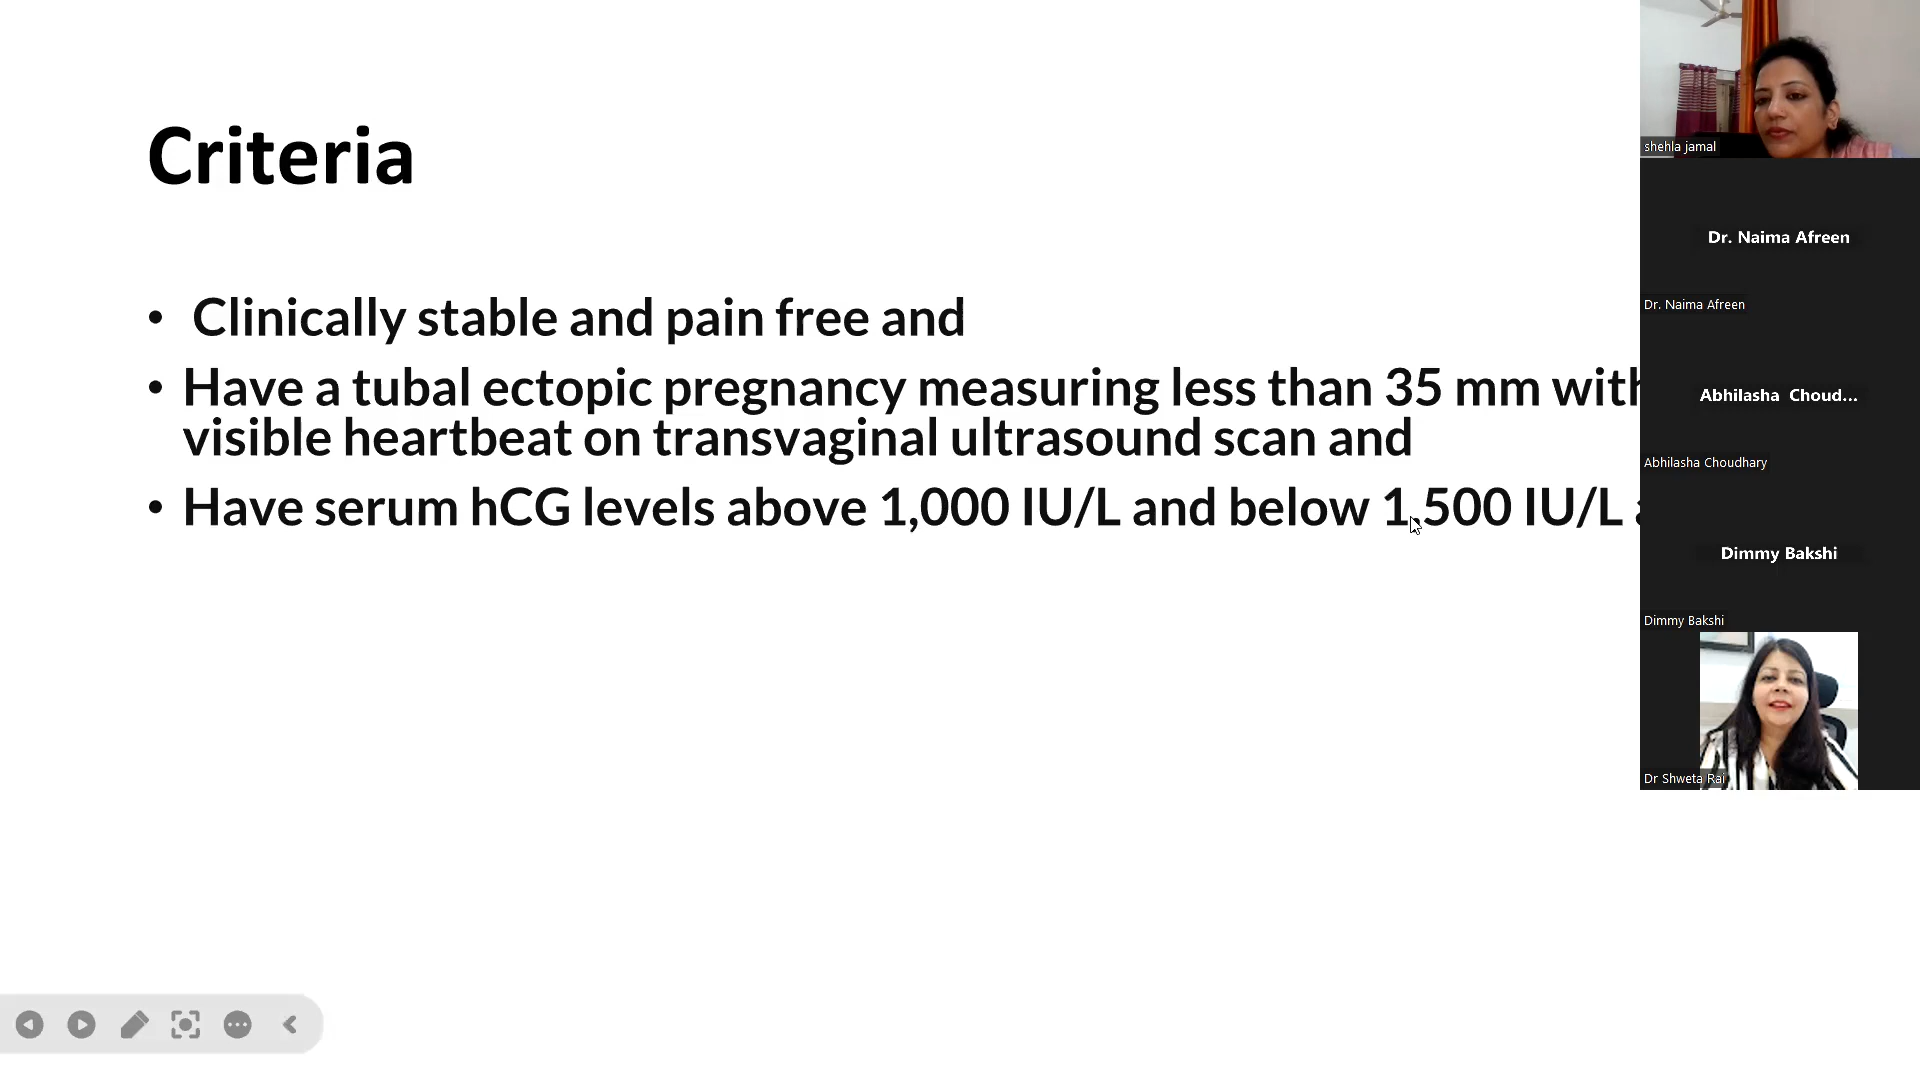 Criteria
• Clinically stable and pain free and
• Have a tubal ectopic pregnancy measuring less than 35 mm
visible heartbeat on transvaginal ultrasound scan and
• Have serum hCG levels above 1,000 IU/L and below 1,500 IU/L
shehla jamal
Dr. Naima Afreen
Dr. Naima Afreen
Abhilasha Choud...
Abhilasha Choudhary
Dimmy Bakshi
Dimmy Bakshi
Dr Shweta Rai